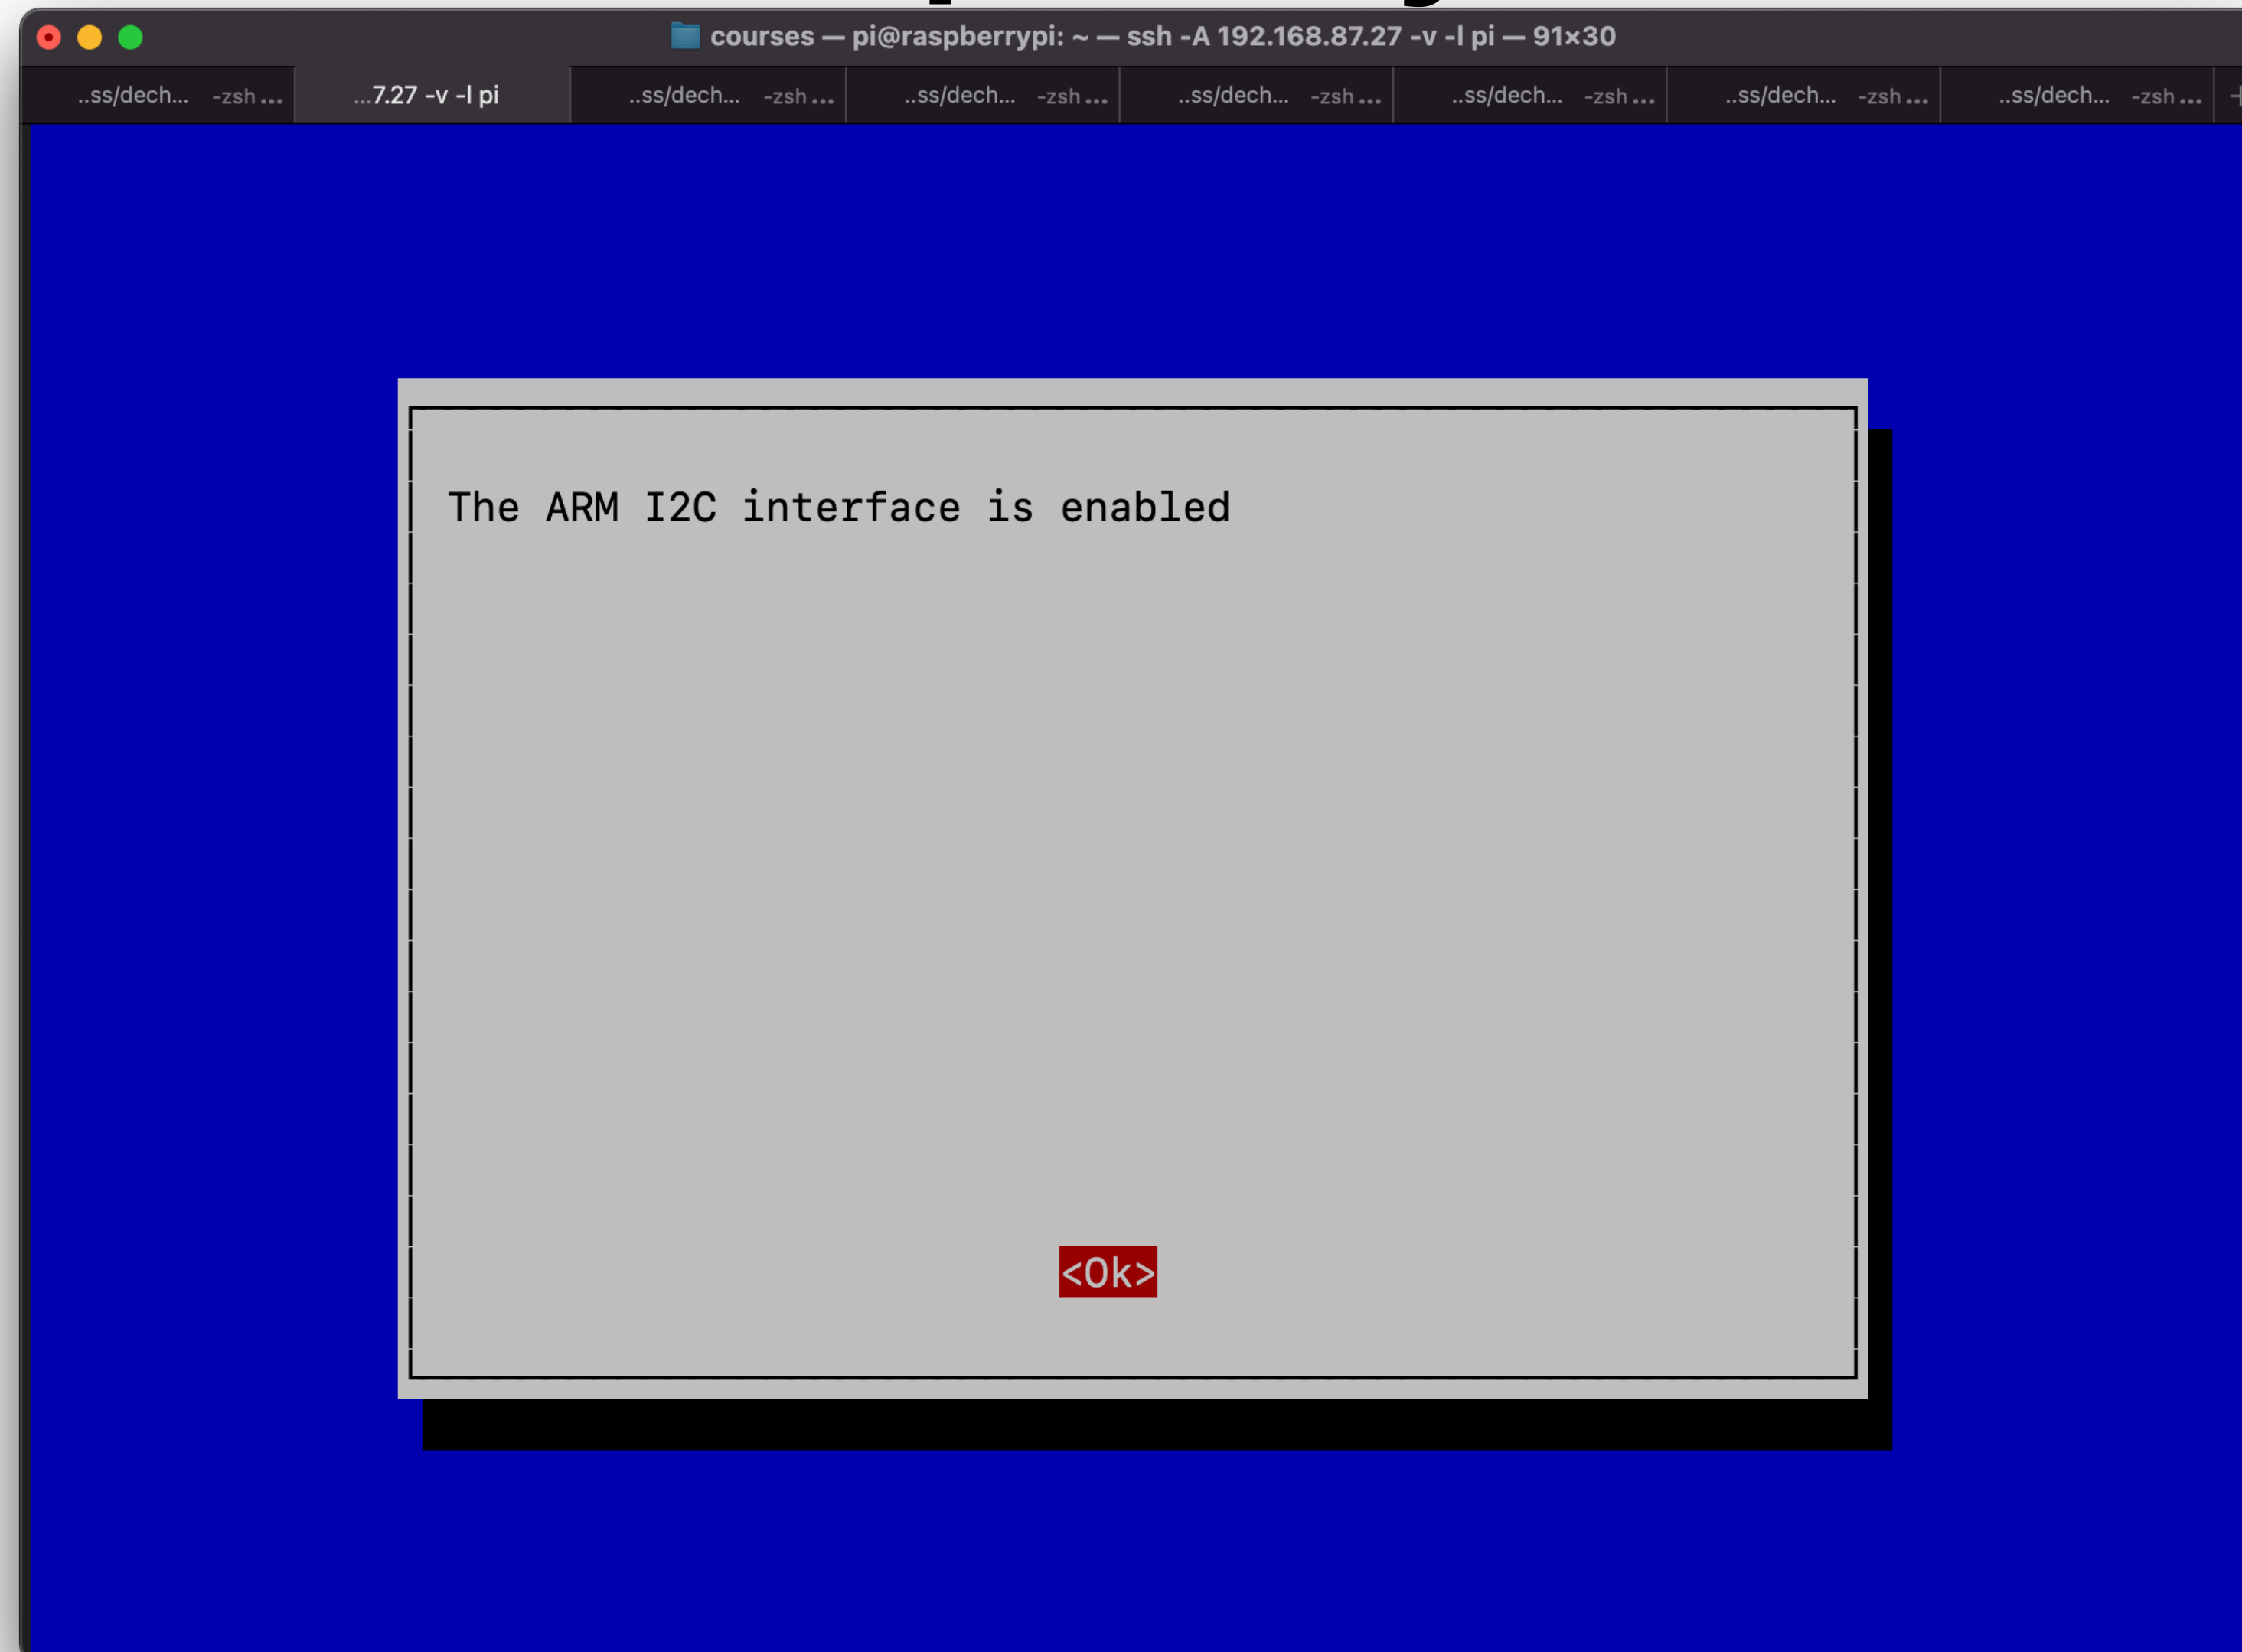 courses — pi@raspberrypi: ~ — ssh -A 192.168.87.27 -v -l pi — 91×30
..ss/dech... -zsh ... ...7.27 -v -l pi ..ss/dech... -zsh ... ..ss/dech... -zsh ... ..ss/dech... -zsh ... ..ss/dech... -zsh ... ..ss/dech... -zsh ... ..ss/dech... -zsh ...
The ARM I2C interface is enabled
<Ok>